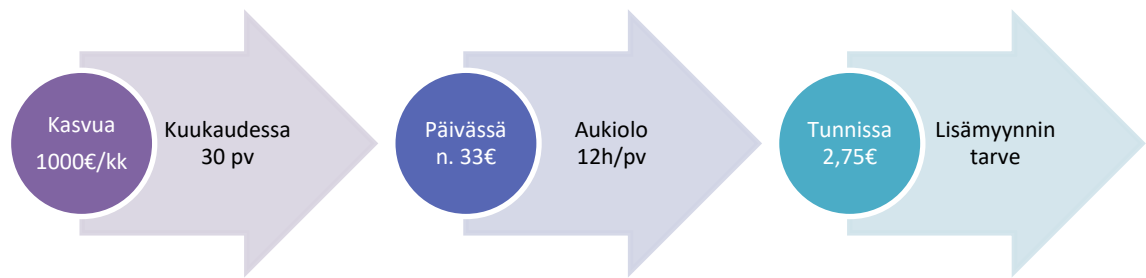 Kasvua
1000€/kk
Kuukaudessa
30 pv
Päivässä
n. 33€
Aukiolo
12h/pv
Tunnissa
2,75€
Lisämyynnin
tarve